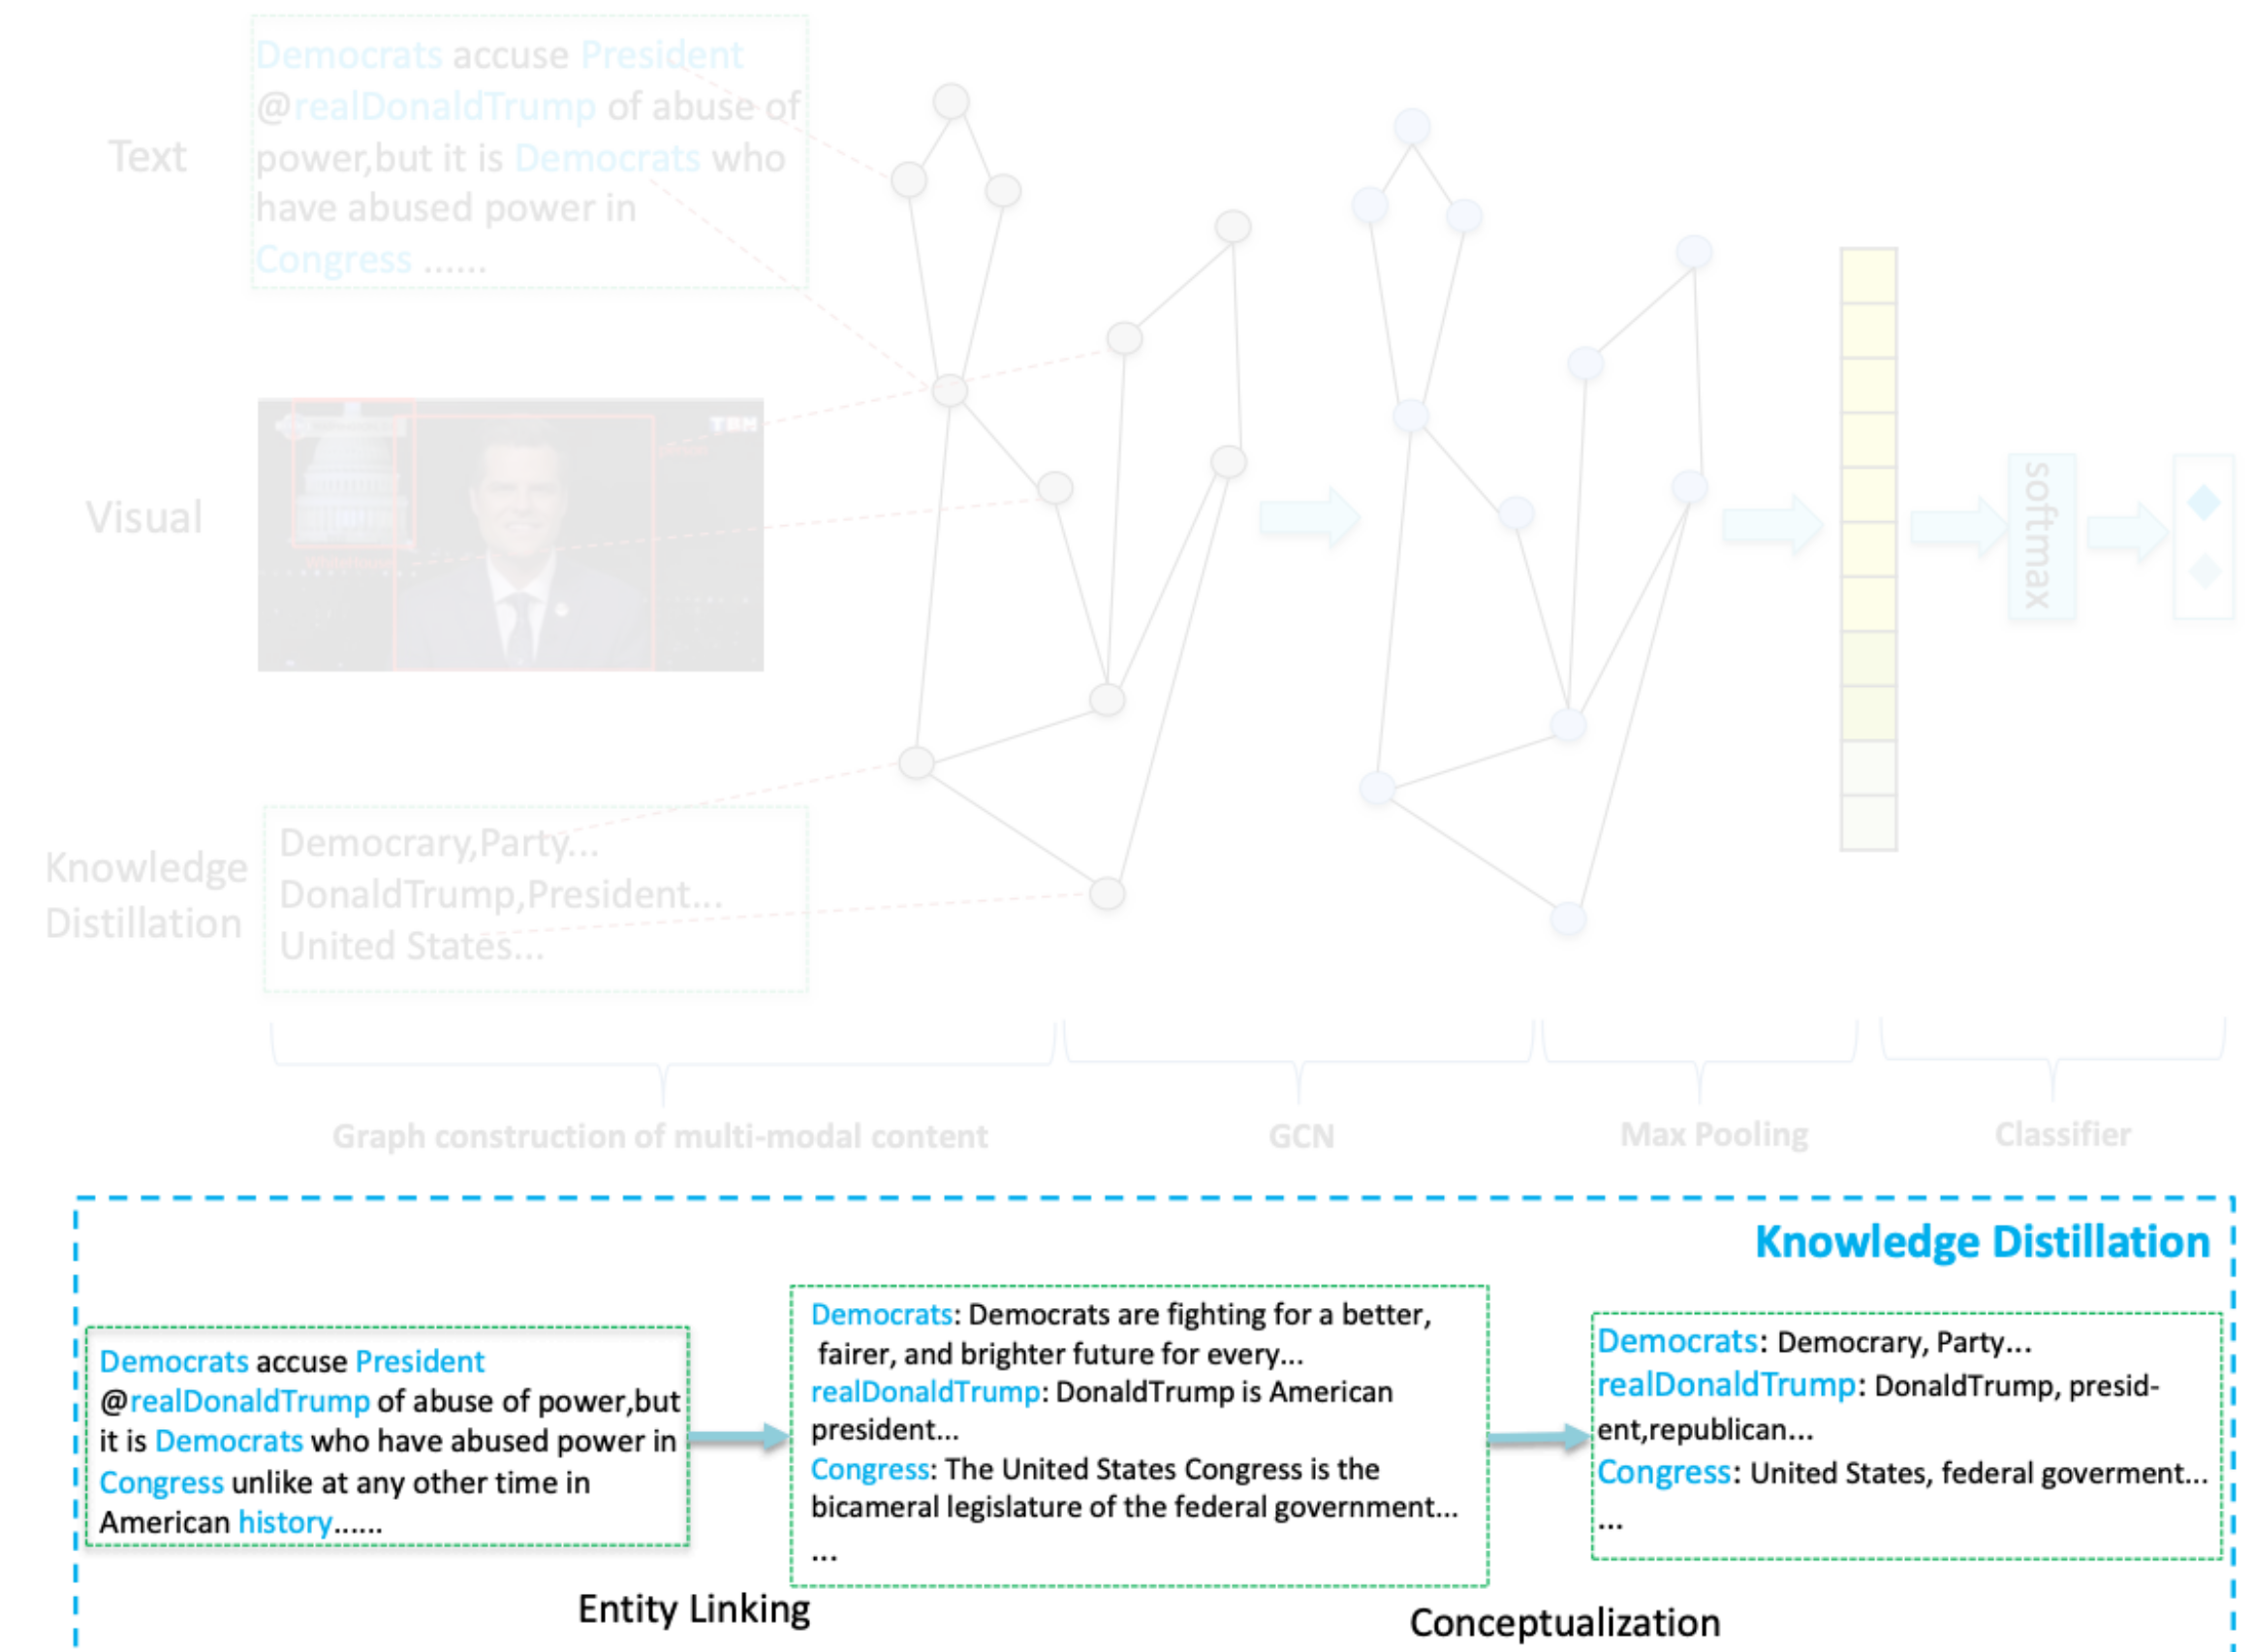 Text
Democrats accuse President
@realDonaldTrump of abuse of
power,but it is Democrats who
have abused power in
Congress ......
Visual
TBN
WhiteHouse
Knowledge
Distillation
Democrary,Party...
DonaldTrump,President...
United States...
softmax
Graph construction of multi-modal content
GCN
Max Pooling
Classifier
Knowledge Distillation
Democrats accuse President
@realDonaldTrump of abuse of power,but
it is Democrats who have abused power in
Congress unlike at any other time in
American history......
Democrats: Democrats are fighting for a better,
fairer, and brighter future for every...
realDonaldTrump: DonaldTrump is American
president...
Congress: The United States Congress is the
bicameral legislature of the federal government...
...
Democrats: Democrary, Party...
realDonaldTrump: DonaldTrump, presid-
ent,republican...
Congress: United States, federal goverment...
...
Entity Linking
Conceptualization